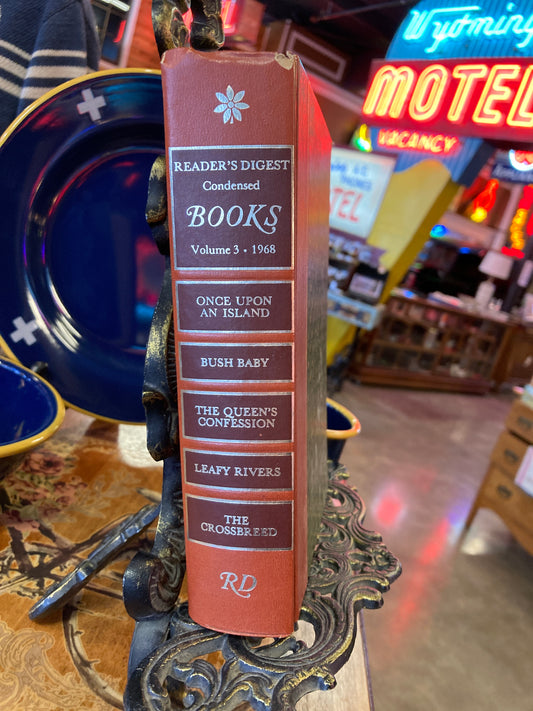 READER'S DIGEST
Condensed
BOOKS
Volume 3 • 1968
ONCE UPON
AN ISLAND
BUSH BABY
THE QUEEN'S
CONFESSION
LEAFY RIVERS
THE
CROSSBREED
RD
Wyoming
MOTEL
VACANCY